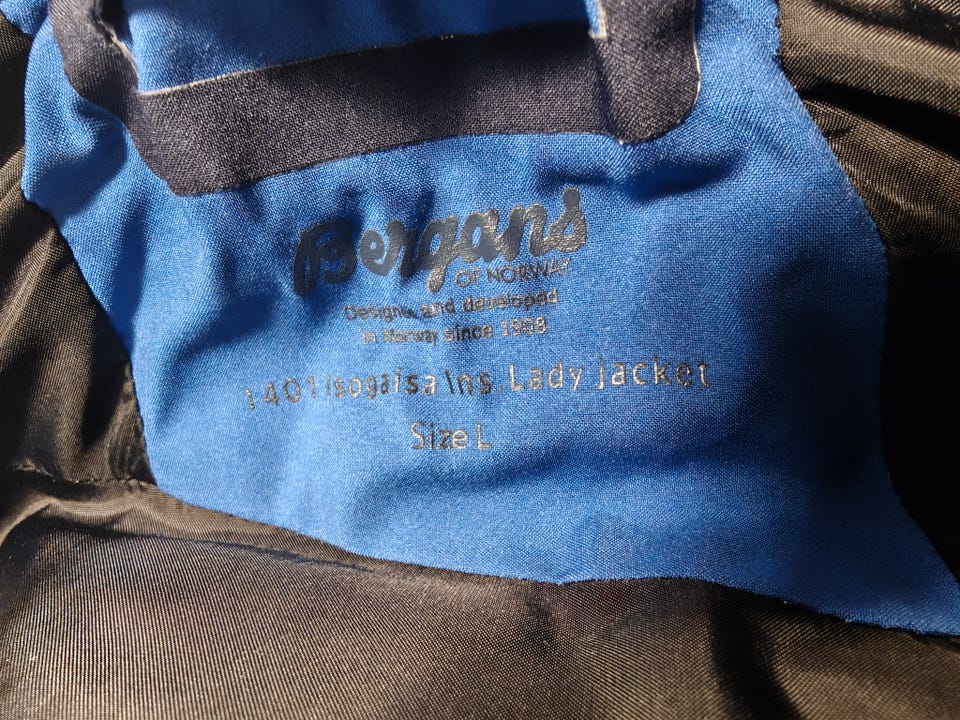 Bergans
OF NORWAY
Designed and developed
in Norway since 1908
1401 Isogaisa Ins. Lady jacket
Size L